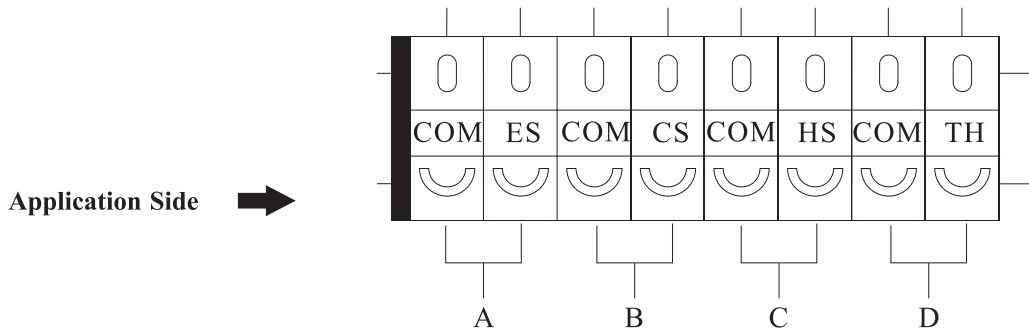 COM ES COM CS COM HS COM TH
Application Side
A B C D